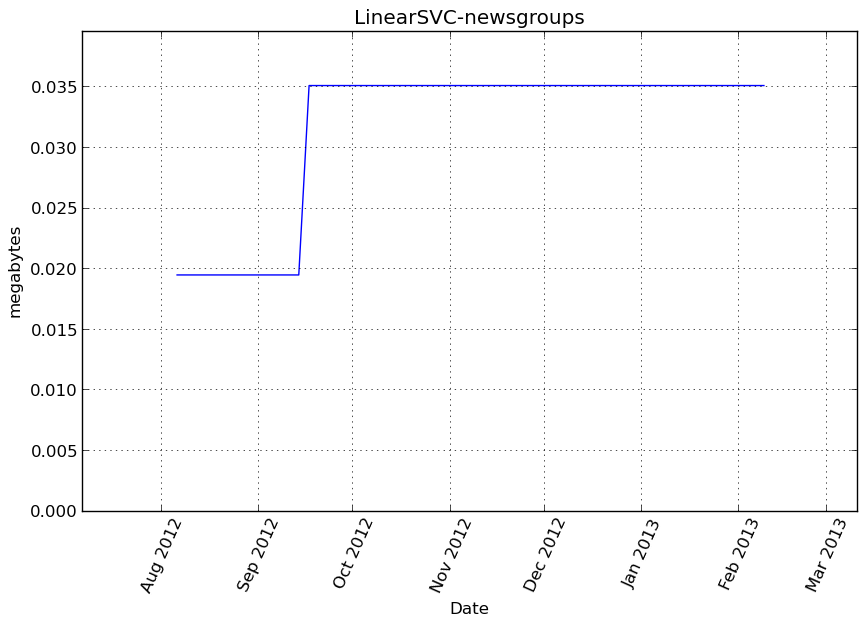 LinearSVC-newsgroups
0.035
0.030
0.025
0.020
0.015
0.010
0.005
0.000
megabytes
Aug 2012
Sep 2012
Oct 2012
Nov 2012
Dec 2012
Jan 2013
Feb 2013
Mar 2013
Date